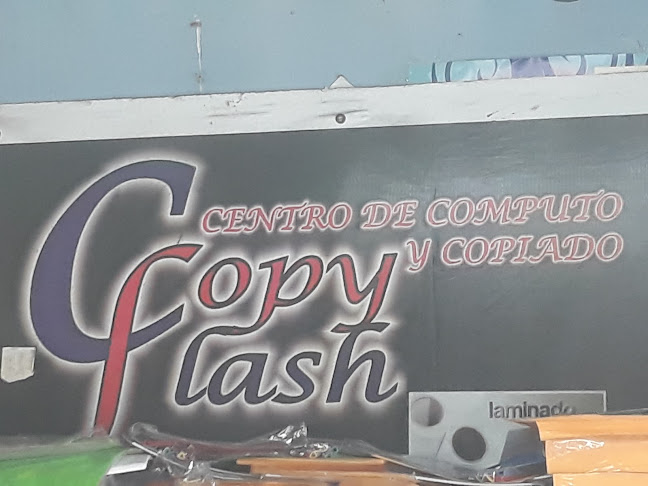 CENTRO DE COMPUTO
Y COPIADO
Copy
flash
laminado